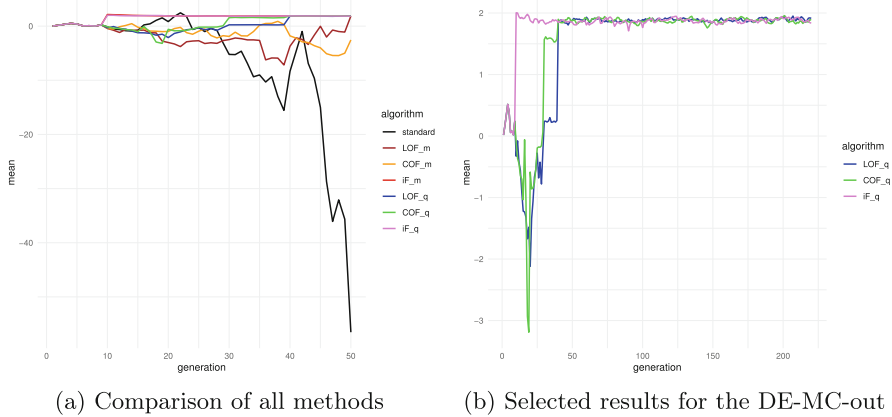 0
−20
−40
mean
0
10
20
30
40
50
generation
algorithm
standard
LOF_m
COF_m
iF_m
LOF_q
COF_q
iF_q
(a) Comparison of all methods
2
1
0
−1
−2
−3
mean
0
50
100
150
200
generation
algorithm
LOF_q
COF_q
iF_q
(b) Selected results for the DE-MC-out